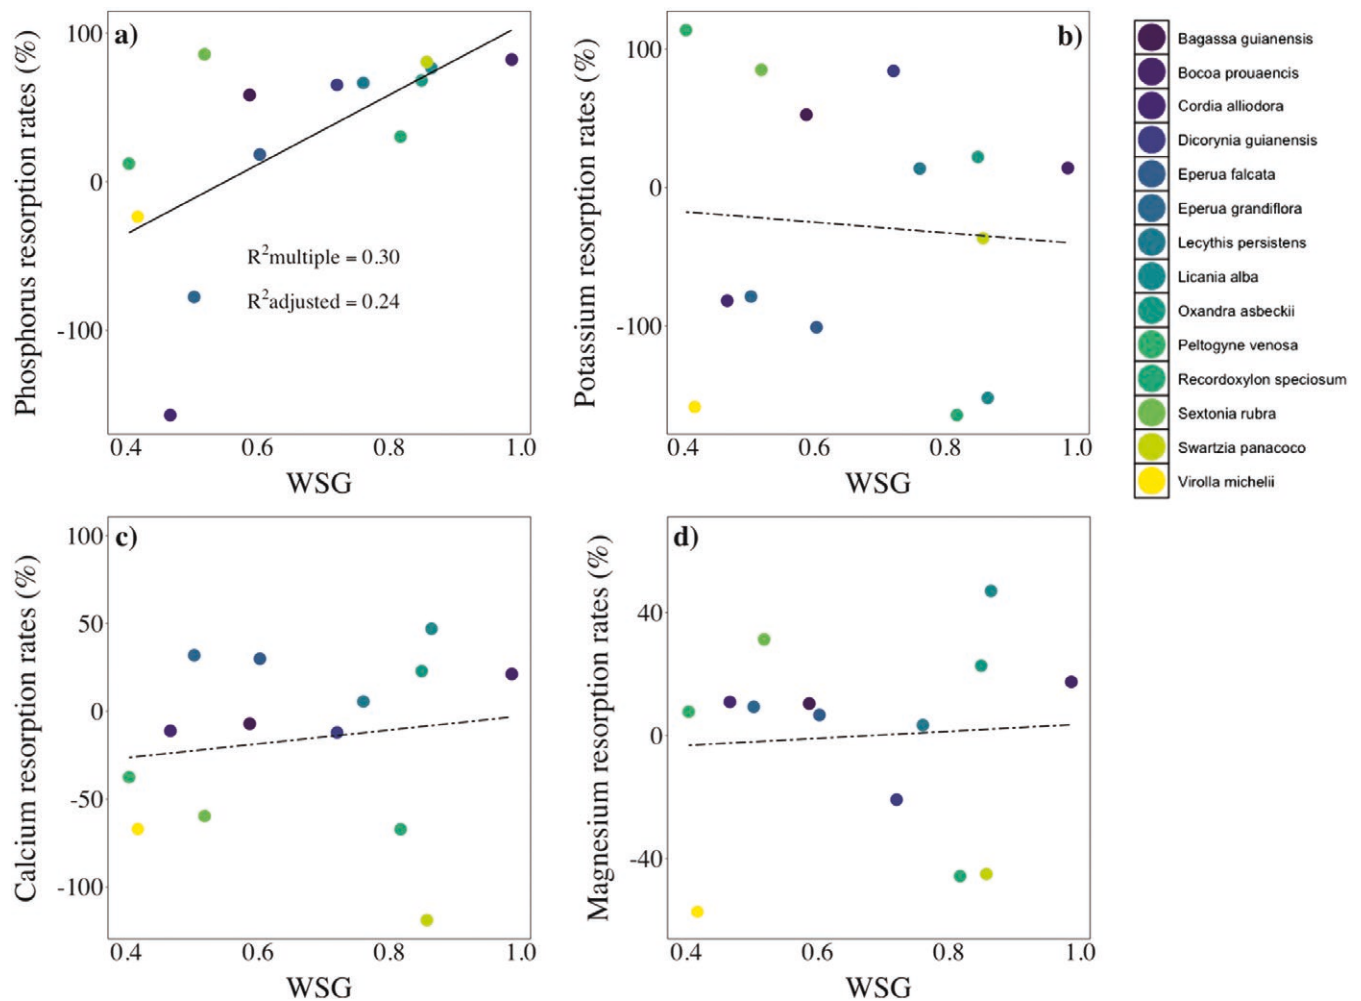 a)
Phosphorus resorption rates (%)
100
0
-100
R²multiple = 0.30
R²adjusted = 0.24
0.4 0.6 0.8 1.0
WSG
b)
Potassium resorption rates (%)
100
0
-100
0.4 0.6 0.8 1.0
WSG
Bagassa guianensis
Bocoa prouaencis
Cordia alliodora
Dicorynia guianensis
Eperua falcata
Eperua grandiflora
Lecythis persistens
Licania alba
Oxandra asbeckii
Peltogyne venosa
Recordoxylon speciosum
Sextonia rubra
Swartzia panacoco
Virolla michelii
c)
Calcium resorption rates (%)
100
50
0
-50
-100
0.4 0.6 0.8 1.0
WSG
d)
Magnesium resorption rates (%)
40
0
-40
0.4 0.6 0.8 1.0
WSG